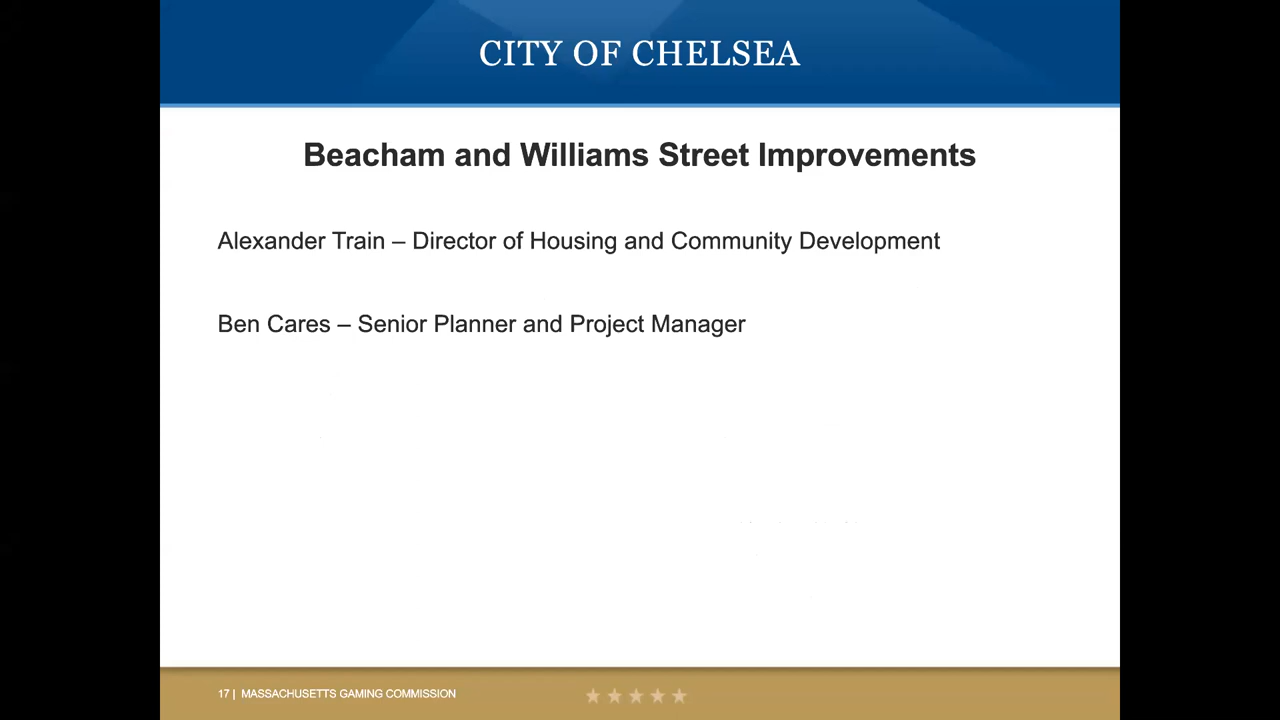 CITY OF CHELSEA
Beacham and Williams Street Improvements
Alexander Train – Director of Housing and Community Development
Ben Cares – Senior Planner and Project Manager
17 | MASSACHUSETTS GAMING COMMISSION